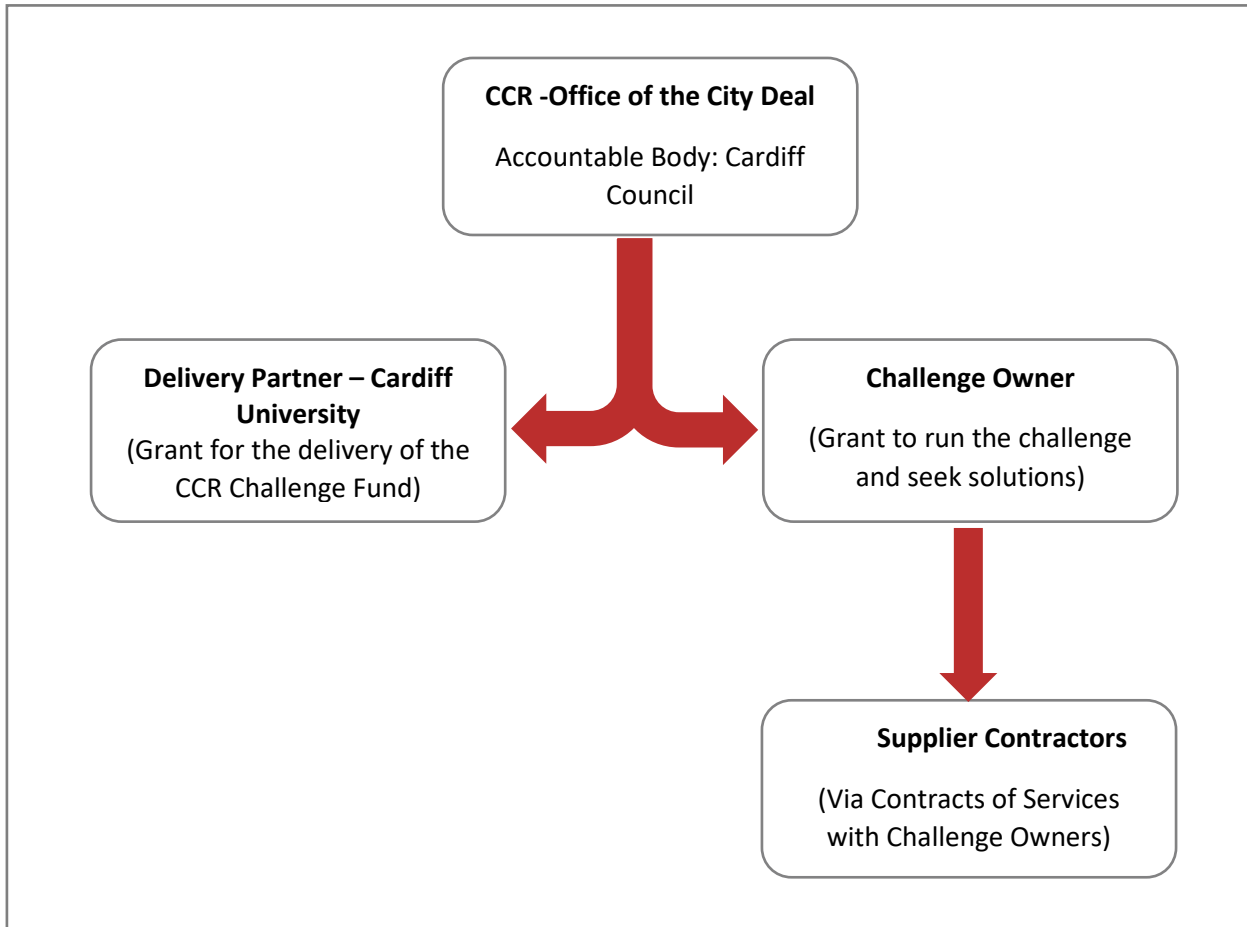 CCR -Office of the City Deal
Accountable Body: Cardiff
Council
Delivery Partner – Cardiff
University
(Grant for the delivery of the
CCR Challenge Fund)
Challenge Owner
(Grant to run the challenge
and seek solutions)
Supplier Contractors
(Via Contracts of Services
with Challenge Owners)